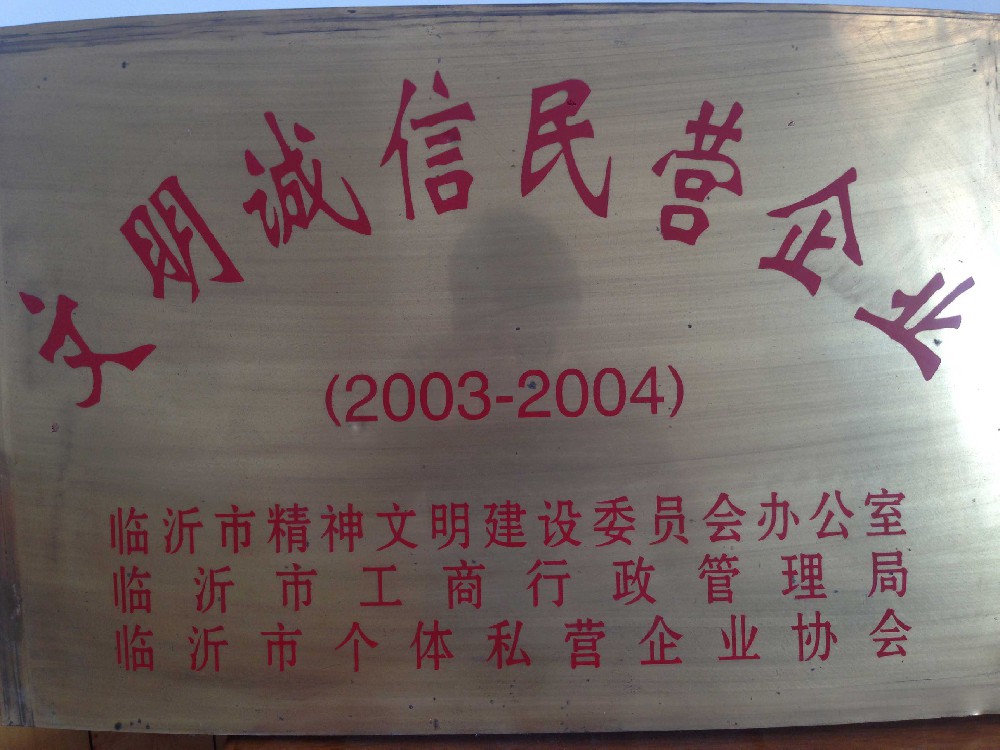 文明诚信民营企业
(2003-2004)
临沂市精神文明建设委员会办公室
临沂市工商行政管理局
临沂市个体私营企业协会